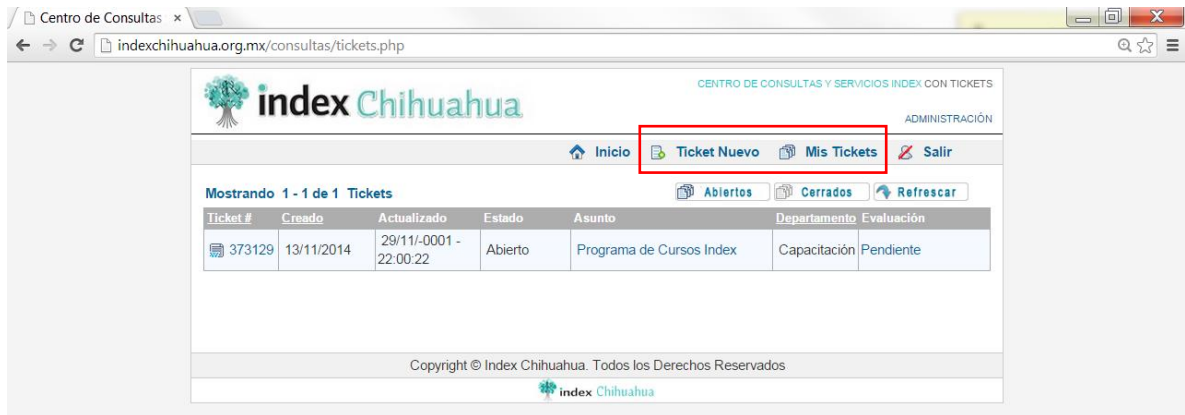 Centro de Consultas
indexchihuahua.org.mx/consultas/tickets.php
index Chihuahua
CENTRO DE CONSULTAS Y SERVICIOS INDEX CON TICKETS
ADMINISTRACIÓN
Inicio Ticket Nuevo Mis Tickets Salir
Mostrando 1 - 1 de 1 Tickets Abiertos Cerrados Refrescar
Ticket # Creado Actualizado Estado Asunto Departamento Evaluación
373129 13/11/2014 29/11/-0001 - Abierto Programa de Cursos Index Capacitación Pendiente
22:00:22
Copyright © Index Chihuahua. Todos los Derechos Reservados
index Chihuahua